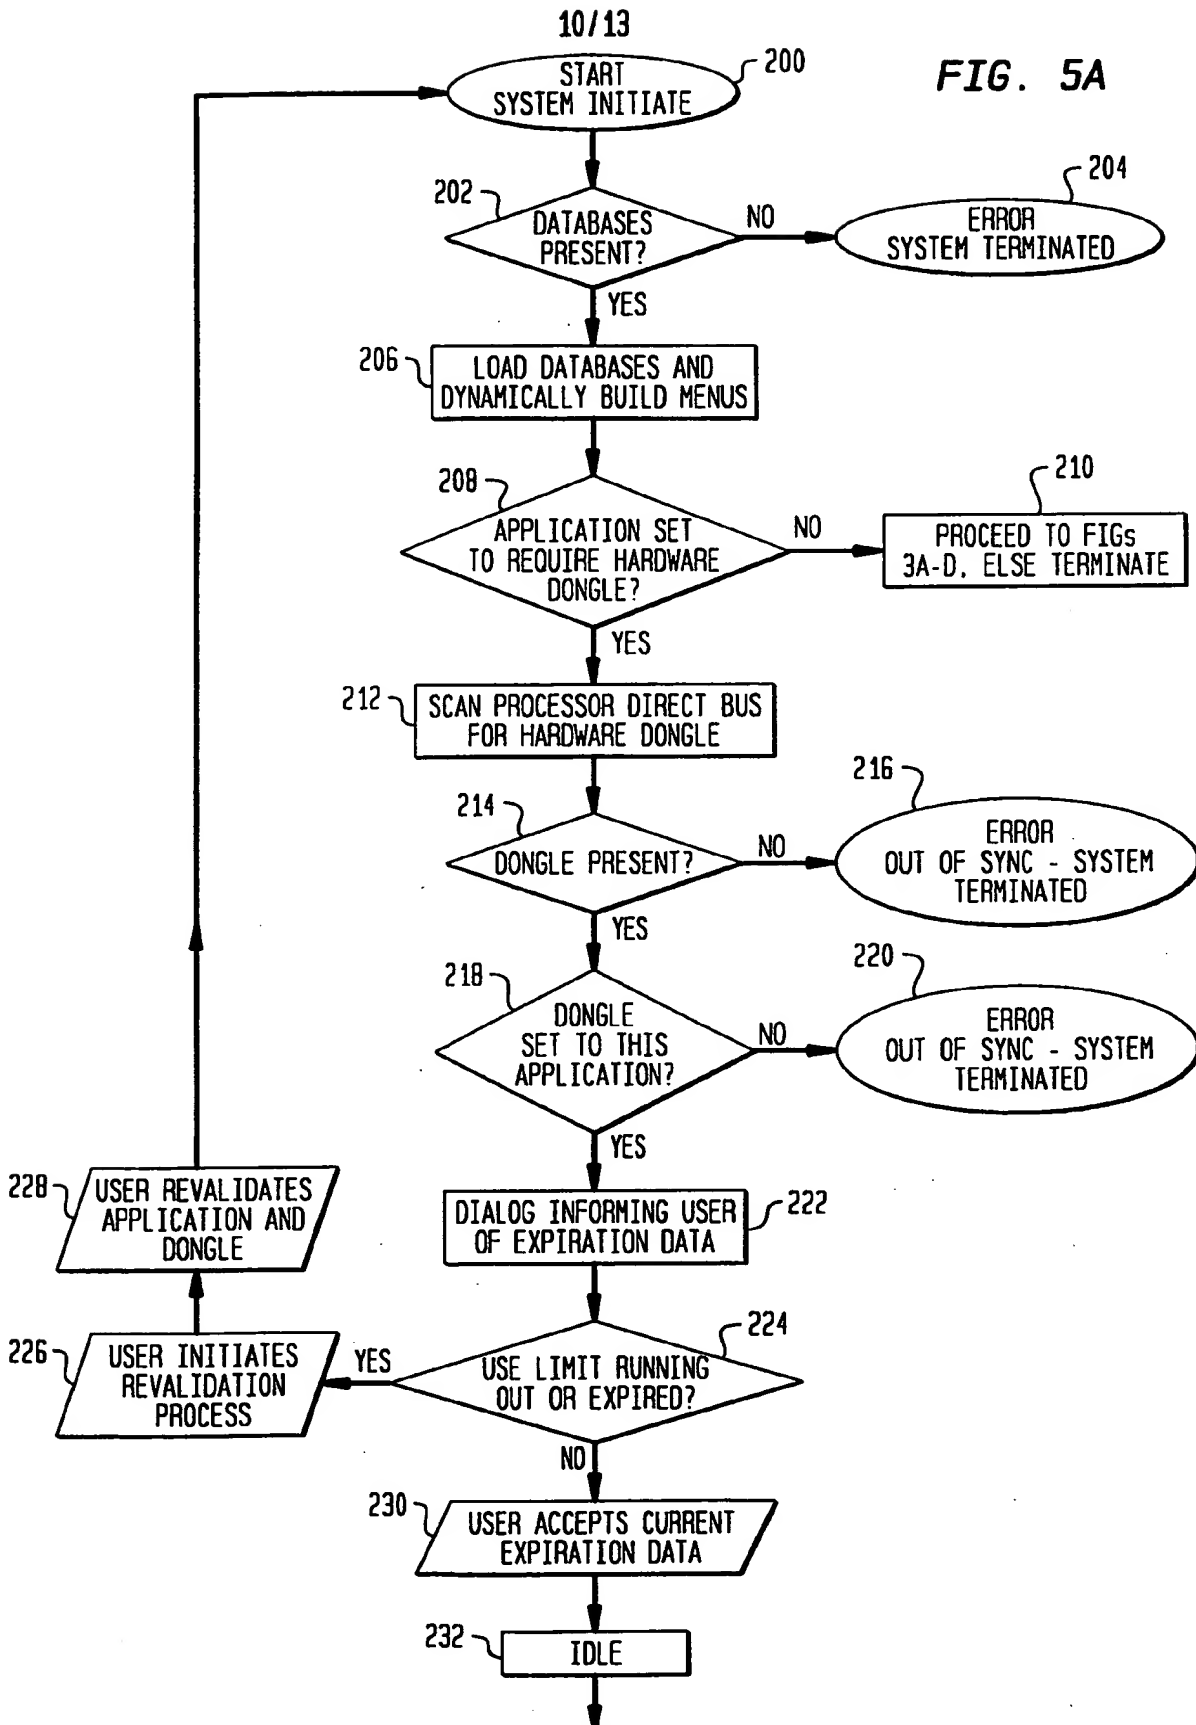 10/13
FIG. 5A
START
SYSTEM INITIATE
200
202
DATABASES
PRESENT?
NO
204
ERROR
SYSTEM TERMINATED
YES
206
LOAD DATABASES AND
DYNAMICALLY BUILD MENUS
208
APPLICATION SET
TO REQUIRE HARDWARE
DONGLE?
NO
210
PROCEED TO FIGs
3A-D, ELSE TERMINATE
YES
212
SCAN PROCESSOR DIRECT BUS
FOR HARDWARE DONGLE
214
DONGLE PRESENT?
NO
216
ERROR
OUT OF SYNC - SYSTEM
TERMINATED
YES
218
DONGLE
SET TO THIS
APPLICATION?
NO
220
ERROR
OUT OF SYNC - SYSTEM
TERMINATED
YES
222
DIALOG INFORMING USER
OF EXPIRATION DATA
224
USE LIMIT RUNNING
OUT OR EXPIRED?
YES
226
USER INITIATES
REVALIDATION
PROCESS
228
USER REVALIDATES
APPLICATION AND
DONGLE
NO
230
USER ACCEPTS CURRENT
EXPIRATION DATA
232
IDLE